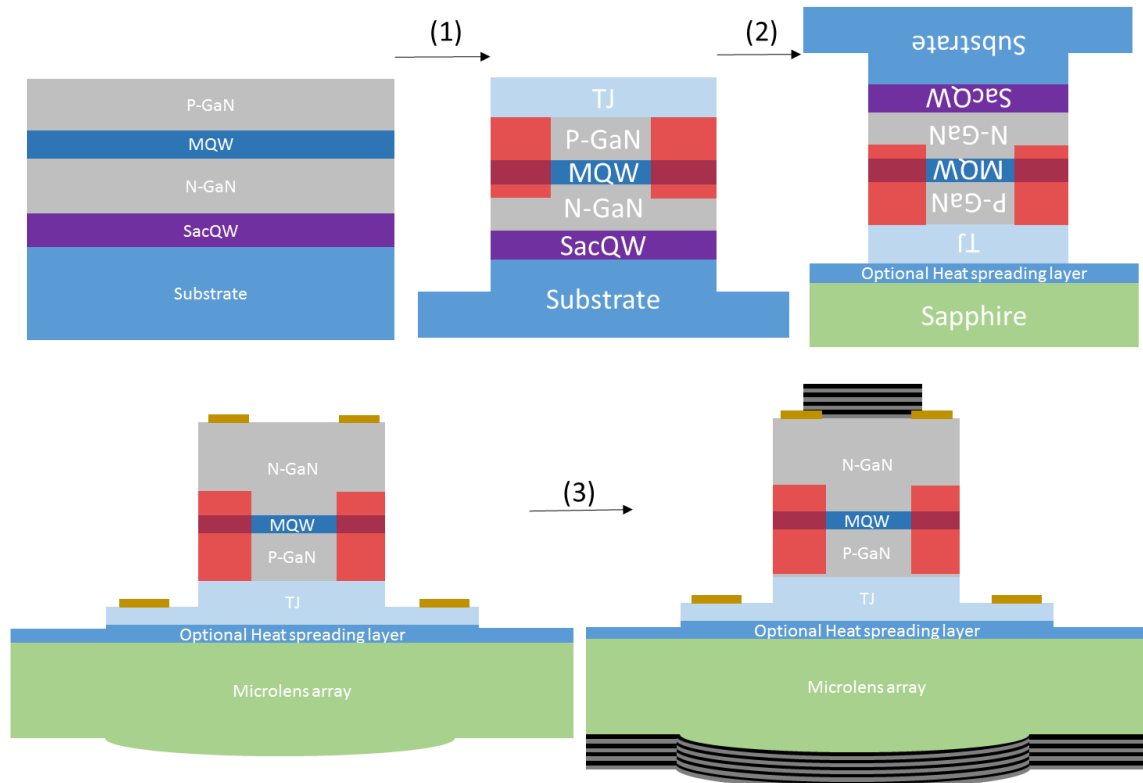 (1)
(2)
P-GaN
MQW
N-GaN
SacQW
Substrate
TJ
P-GaN
MQW
N-GaN
SacQW
Substrate
Substrate
SacQW
N-GaN
MQW
P-GaN
TJ
Optional Heat spreading layer
Sapphire
N-GaN
MQW
P-GaN
TJ
Optional Heat spreading layer
Microlens array
(3)
N-GaN
MQW
P-GaN
TJ
Optional Heat spreading layer
Microlens array